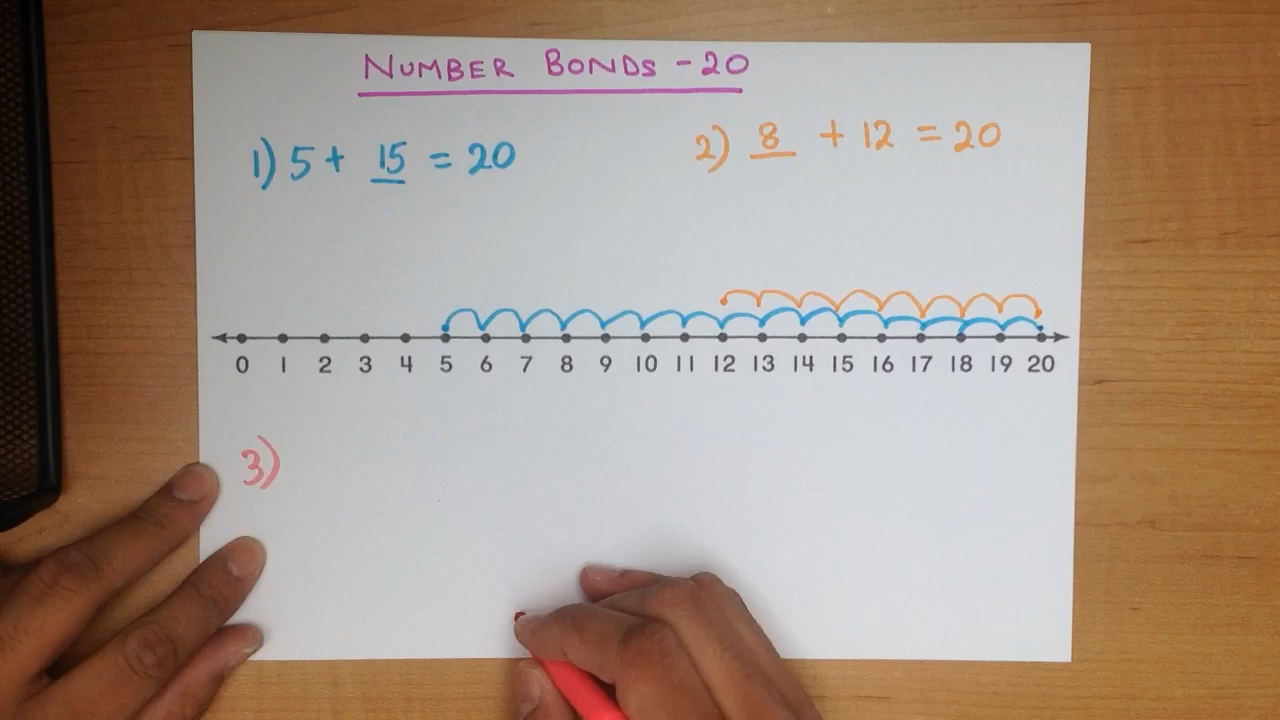 NUMBER BONDS - 20
1) 5 + 15 = 20
2) 8 + 12 = 20
0 1 2 3 4 5 6 7 8 9 10 11 12 13 14 15 16 17 18 19 20
3)